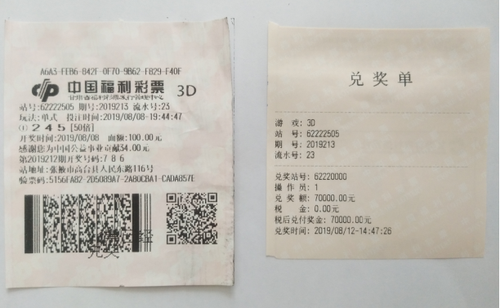 A6A3-FEB6-842F-0F70-9B62-F829-F40F
中国福利彩票 3D
站号:62222505 期号:2019213 流水号:23
玩法:单式 投注时间:2019/08/08-19:44:47
① 2 4 5 [50倍]
开奖时间:2019/08/08 面额:100.00元
感谢您为中国公益事业贡献34.00元
第2019212期开奖号码:7 8 6
站地址:张掖市高台县人民东路116号
验票码:5156FA82-2D5089A7-2AB0CBA1-CADA857E
兑奖
兑奖单
游 戏: 3D
站 号: 62222505
期 号: 2019213
流水号: 23
兑奖站号: 62220000
操 作 员: 1
兑 奖 额: 70000.00元
税 金: 0.00元
税后兑付奖金: 70000.00元
兑奖时间: 2019/08/12-14:47:26